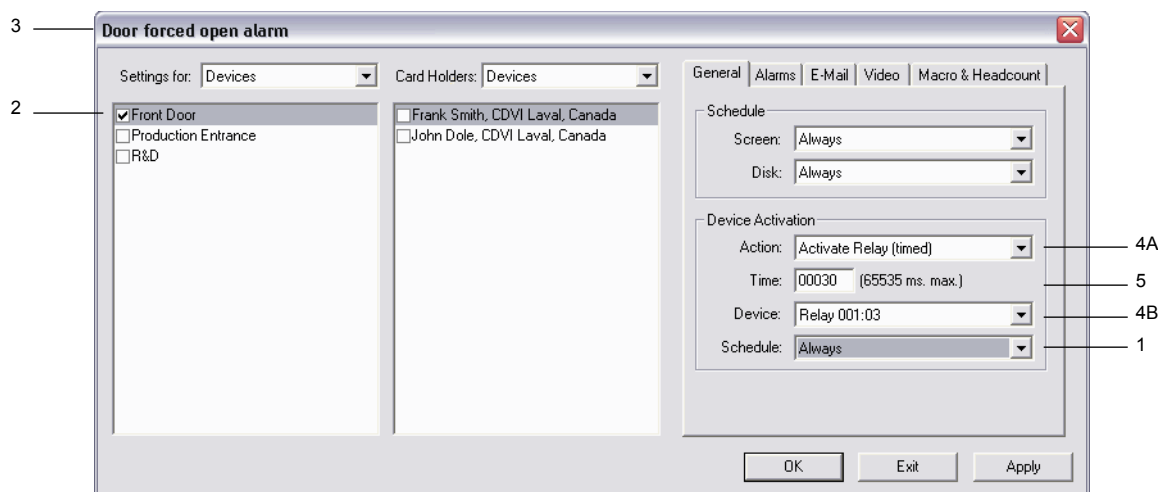 3
Door forced open alarm
Settings for: Devices
Card Holders: Devices
General Alarms E-Mail Video Macro & Headcount
2
Front Door
Production Entrance
R&D
Frank Smith, CDVI Laval, Canada
John Dole, CDVI Laval, Canada
Schedule
Screen: Always
Disk: Always
Device Activation
Action: Activate Relay (timed)
4A
Time: 00030 (65535 ms. max.)
5
Device: Relay 001:03
4B
Schedule: Always
1
OK Exit Apply